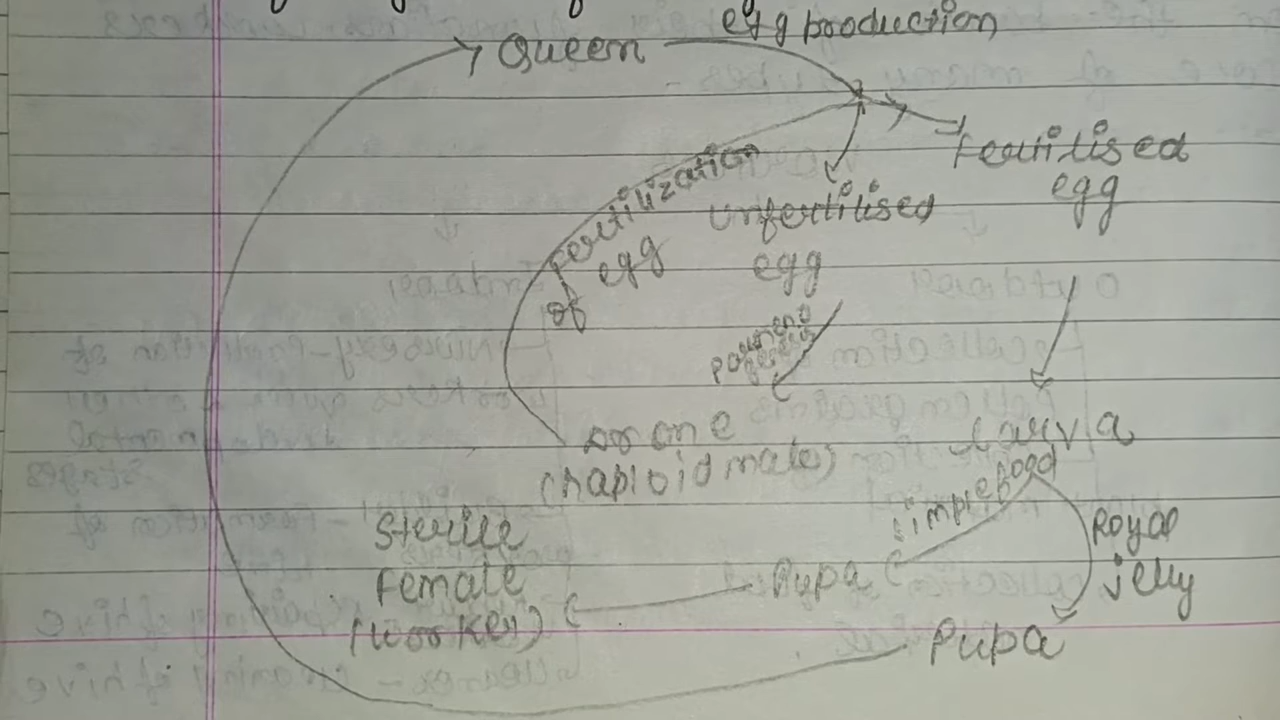 egg production
Queen
Fertilised
egg
Fertilization
of egg
Unfertilised
egg
Drone
(haploid male)
Larva
simple food
Royal
jelly
Sterile
Female
(Worker)
Pupa
Pupa